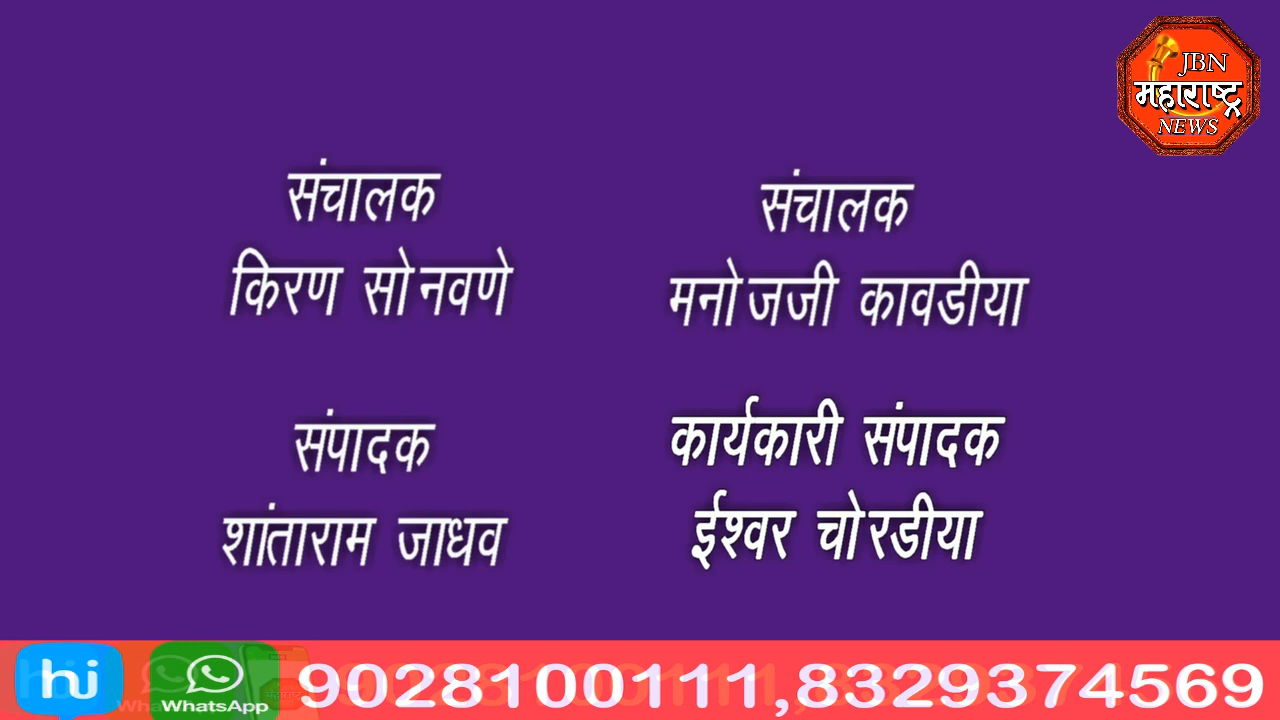 JBN
महाराष्ट्र
NEWS
संचालक
किरण सोनवणे
संचालक
मनोजजी कावडीया
संपादक
शांताराम जाधव
कार्यकारी संपादक
ईश्वर चोरडीया
hi WhatsApp 9028100111,8329374569